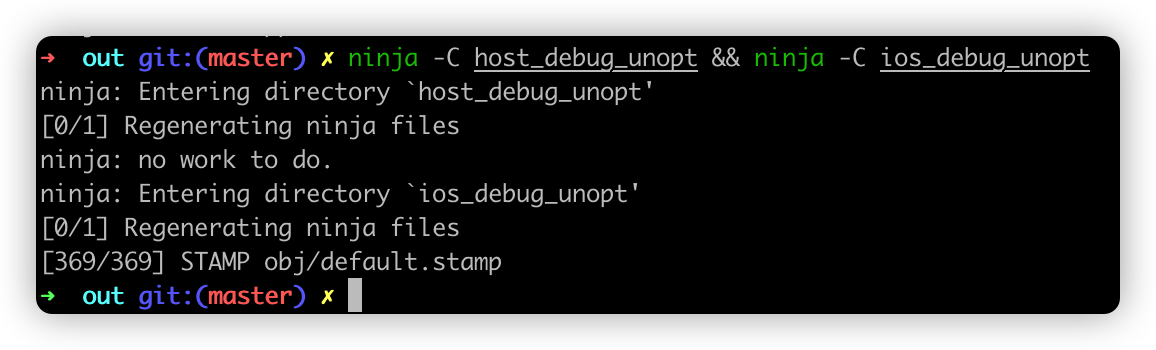 ➜  out git:(master) ✗ ninja -C host_debug_unopt && ninja -C ios_debug_unopt
ninja: Entering directory `host_debug_unopt'
[0/1] Regenerating ninja files
ninja: no work to do.
ninja: Entering directory `ios_debug_unopt'
[0/1] Regenerating ninja files
[369/369] STAMP obj/default.stamp
➜  out git:(master) ✗